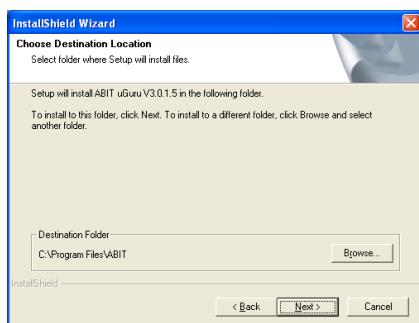 InstallShield Wizard
Choose Destination Location
Select folder where Setup will install files.
Setup will install ABIT uGuru V3.0.1.5 in the following folder.
To install to this folder, click Next. To install to a different folder, click Browse and select
another folder.
Destination Folder
C:\Program Files\ABIT
Browse...
InstallShield
< Back
Next >
Cancel